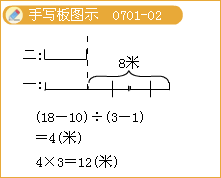 手写板图示 0701-02
二:
8米
一:
(18－10)÷(3－1)
＝4(米)
4×3＝12(米)